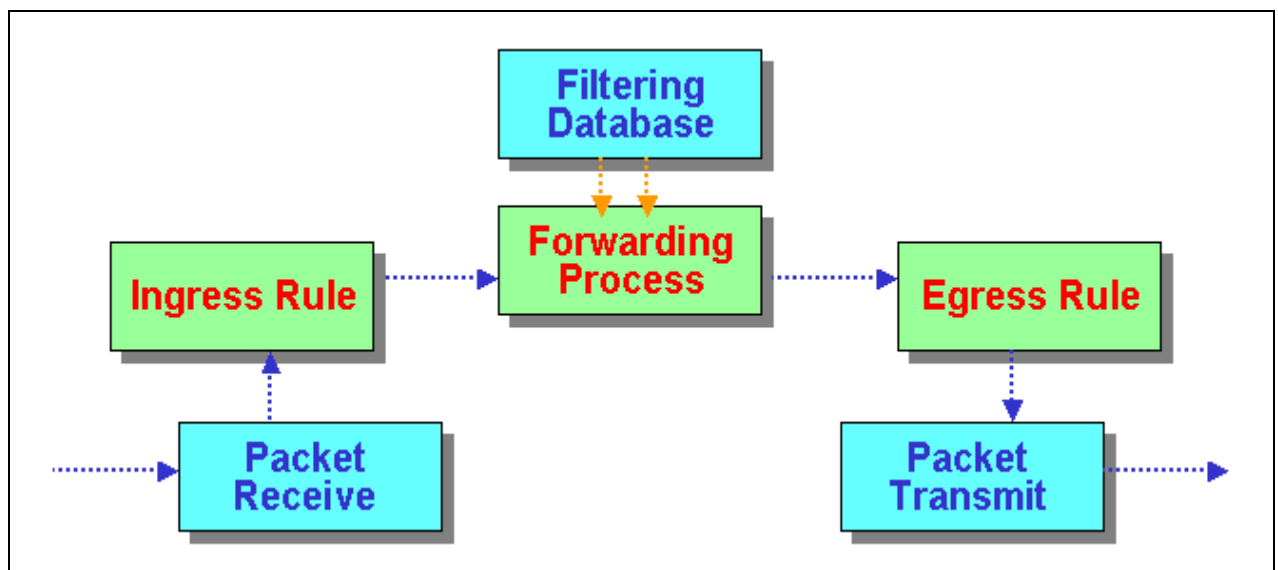 Filtering
Database
Forwarding
Process
Ingress Rule
Egress Rule
Packet
Receive
Packet
Transmit